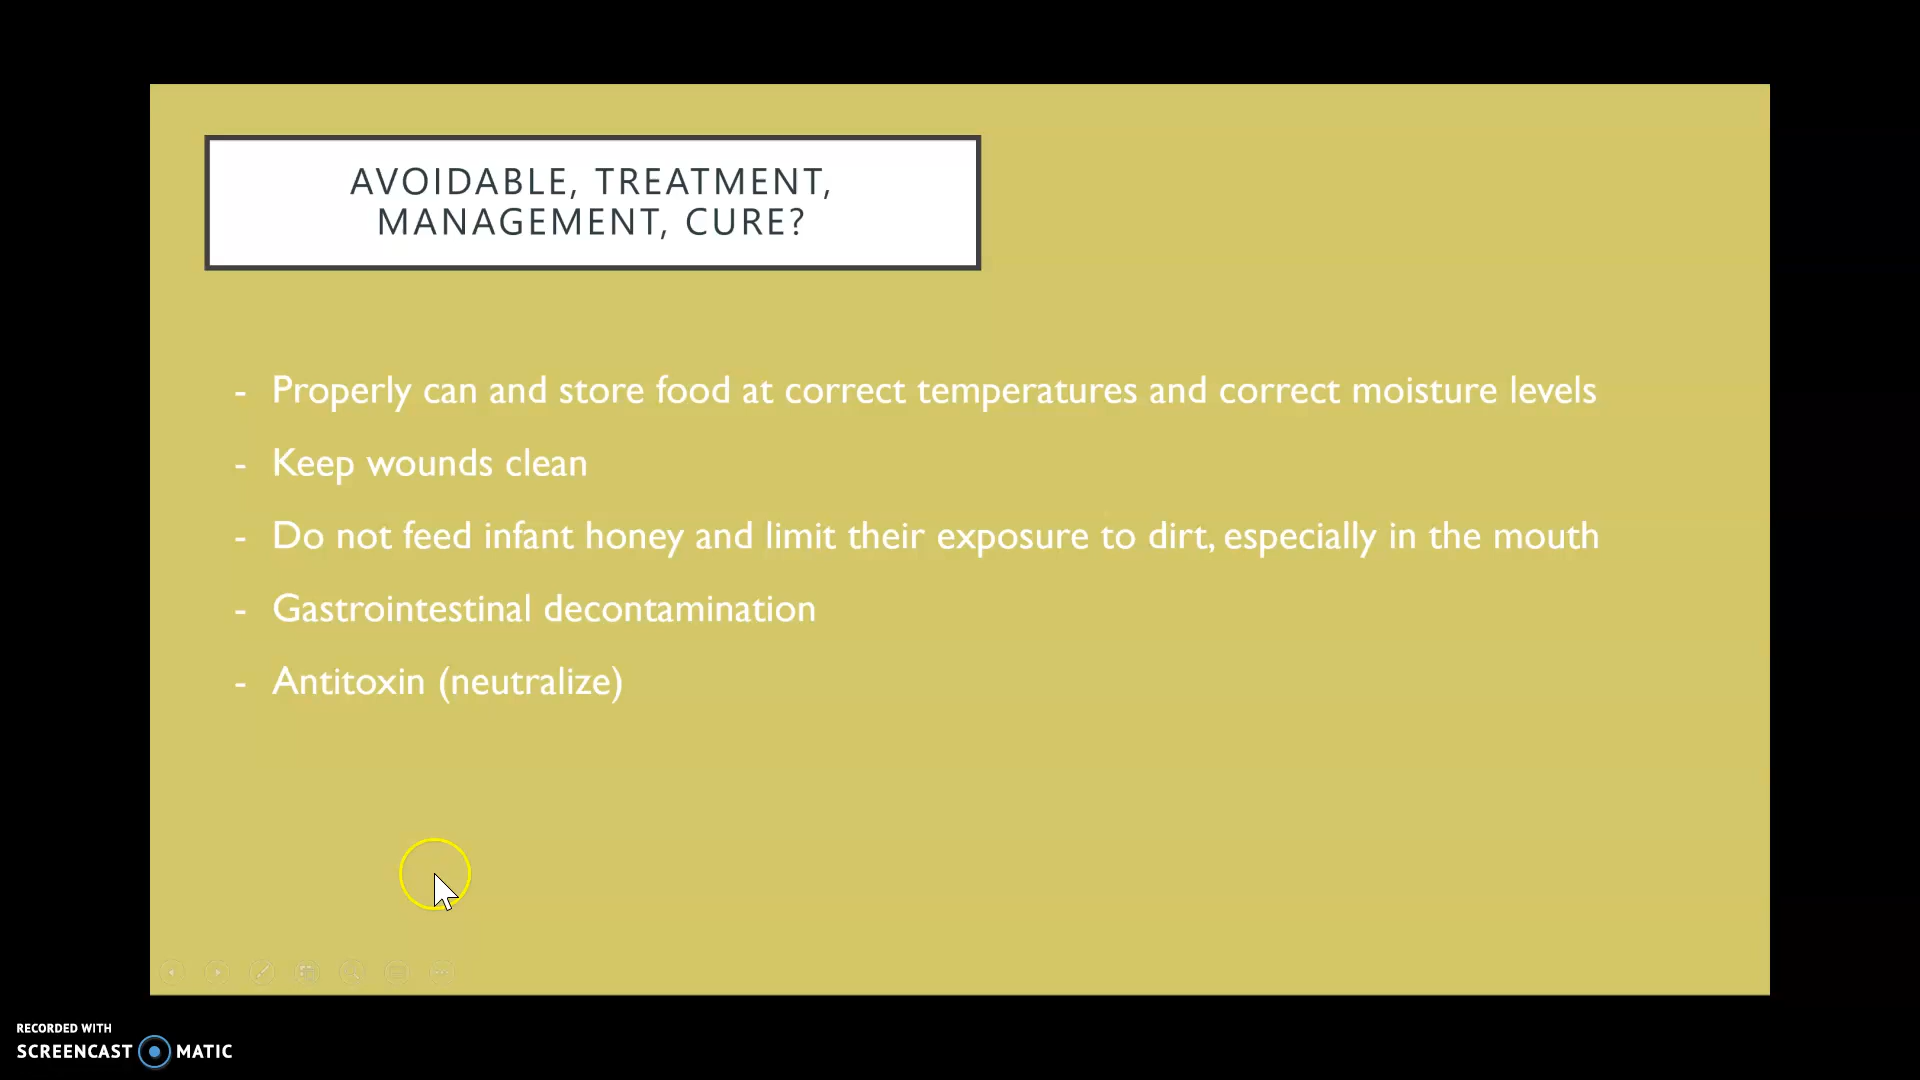 AVOIDABLE, TREATMENT,
MANAGEMENT, CURE?
- Properly can and store food at correct temperatures and correct moisture levels
- Keep wounds clean
- Do not feed infant honey and limit their exposure to dirt, especially in the mouth
- Gastrointestinal decontamination
- Antitoxin (neutralize)
RECORDED WITH
SCREENCAST MATIC